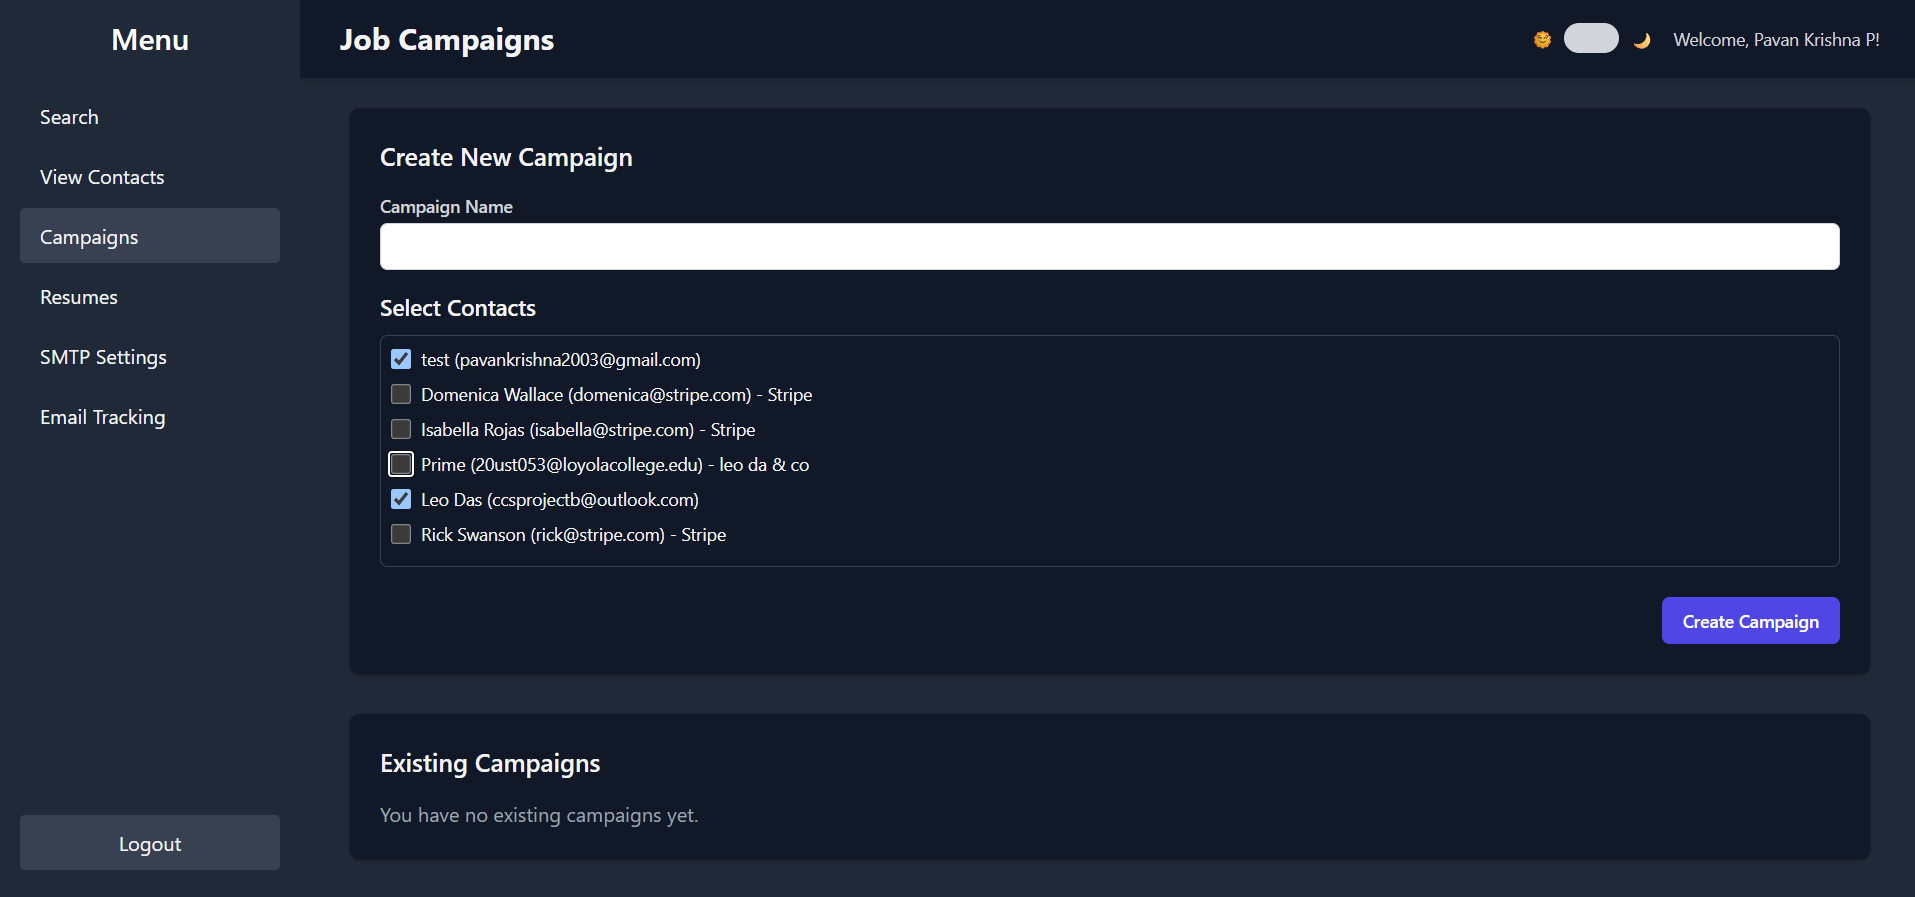 Menu
Search
View Contacts
Campaigns
Resumes
SMTP Settings
Email Tracking
Logout
Job Campaigns
Welcome, Pavan Krishna P!
Create New Campaign
Campaign Name
Select Contacts
test (pavankrishna2003@gmail.com)
Domenica Wallace (domenica@stripe.com) - Stripe
Isabella Rojas (isabella@stripe.com) - Stripe
Prime (20ust053@loyolacollege.edu) - leo da & co
Leo Das (ccsprojectb@outlook.com)
Rick Swanson (rick@stripe.com) - Stripe
Create Campaign
Existing Campaigns
You have no existing campaigns yet.